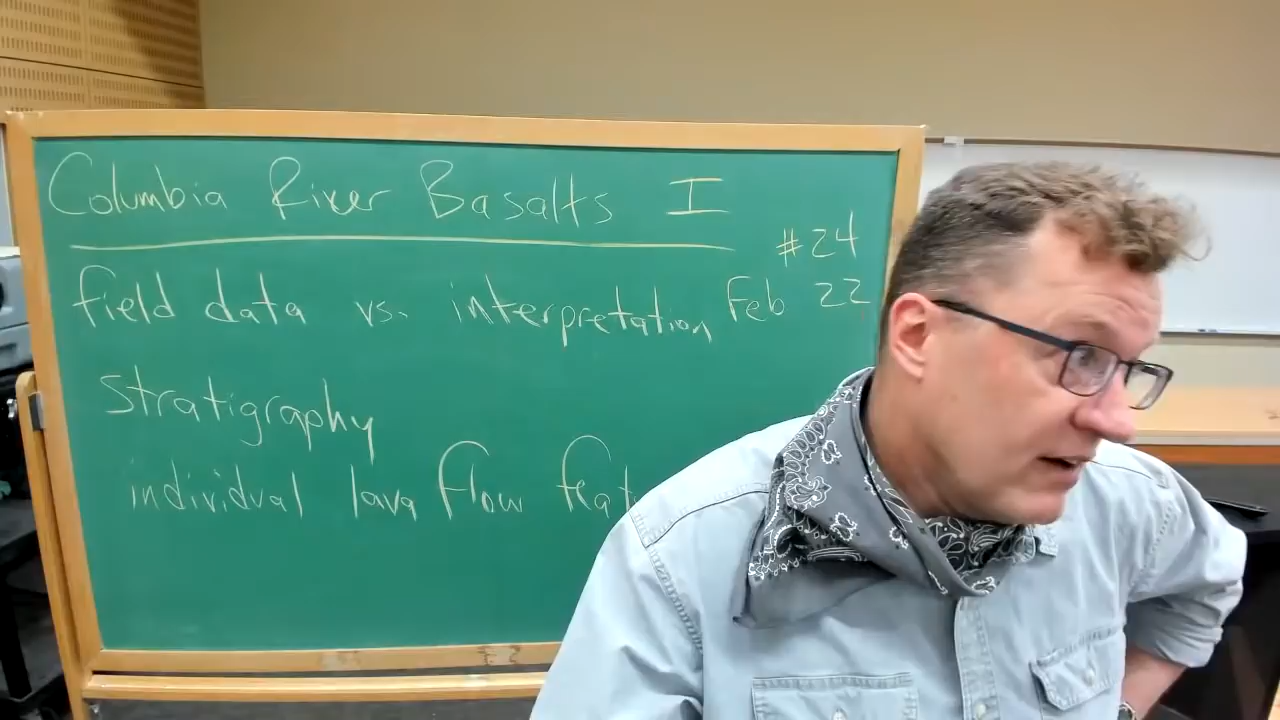 Columbia River Basalts I
#24
Feb 22
field data vs. interpretation
stratigraphy
individual lava flow